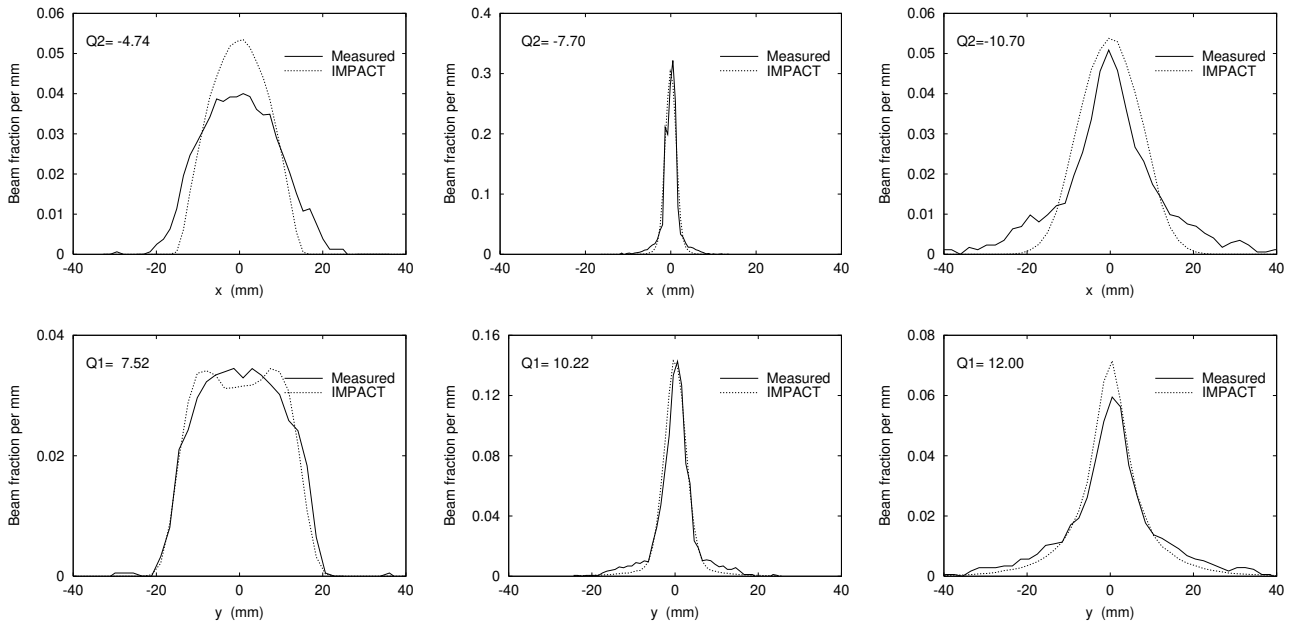 0.06
0.05
0.04
0.03
0.02
0.01
0
Beam fraction per mm
Q2= -4.74
Measured
IMPACT
-40 -20 0 20 40
x (mm)
0.4
0.3
0.2
0.1
0
Beam fraction per mm
Q2= -7.70
Measured
IMPACT
-40 -20 0 20 40
x (mm)
0.06
0.05
0.04
0.03
0.02
0.01
0
Beam fraction per mm
Q2=-10.70
Measured
IMPACT
-40 -20 0 20 40
x (mm)
0.04
0.02
0
Beam fraction per mm
Q1= 7.52
Measured
IMPACT
-40 -20 0 20 40
y (mm)
0.16
0.12
0.08
0.04
0
Beam fraction per mm
Q1= 10.22
Measured
IMPACT
-40 -20 0 20 40
y (mm)
0.08
0.06
0.04
0.02
0
Beam fraction per mm
Q1= 12.00
Measured
IMPACT
-40 -20 0 20 40
y (mm)